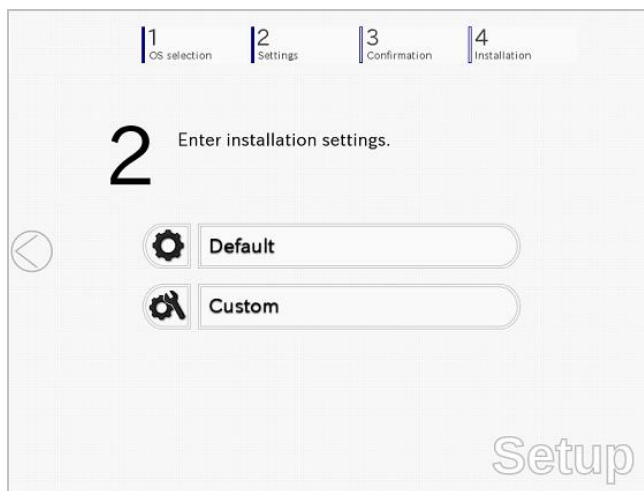 1
OS selection
2
Settings
3
Confirmation
4
Installation
2 Enter installation settings.
Default
Custom
Setup